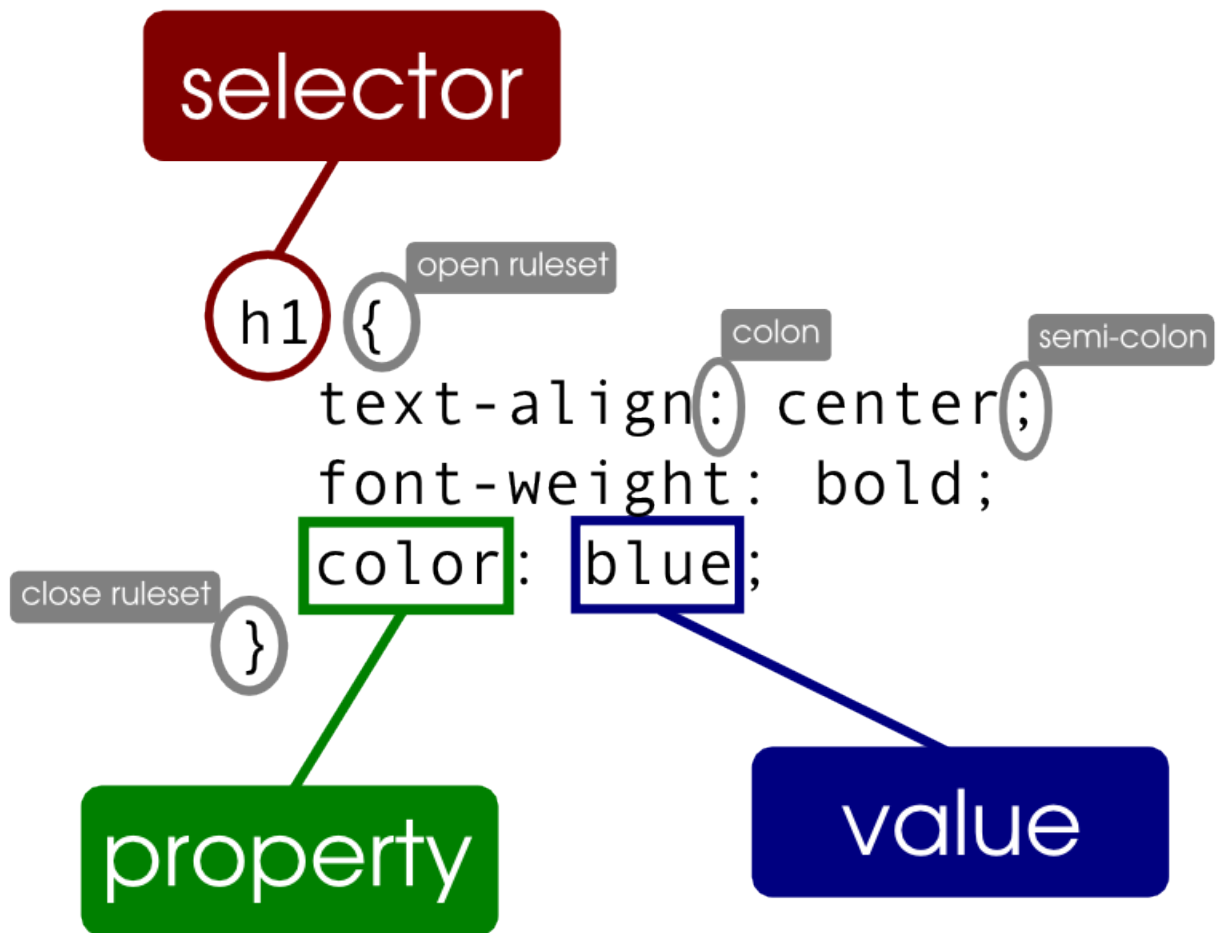 selector
open ruleset
h1 {
colon
semi-colon
text-align: center;
font-weight: bold;
color: blue;
close ruleset
}
property
value